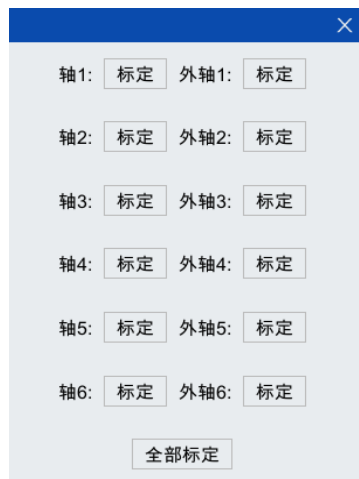 轴1: 标定 外轴1: 标定
轴2: 标定 外轴2: 标定
轴3: 标定 外轴3: 标定
轴4: 标定 外轴4: 标定
轴5: 标定 外轴5: 标定
轴6: 标定 外轴6: 标定
全部标定